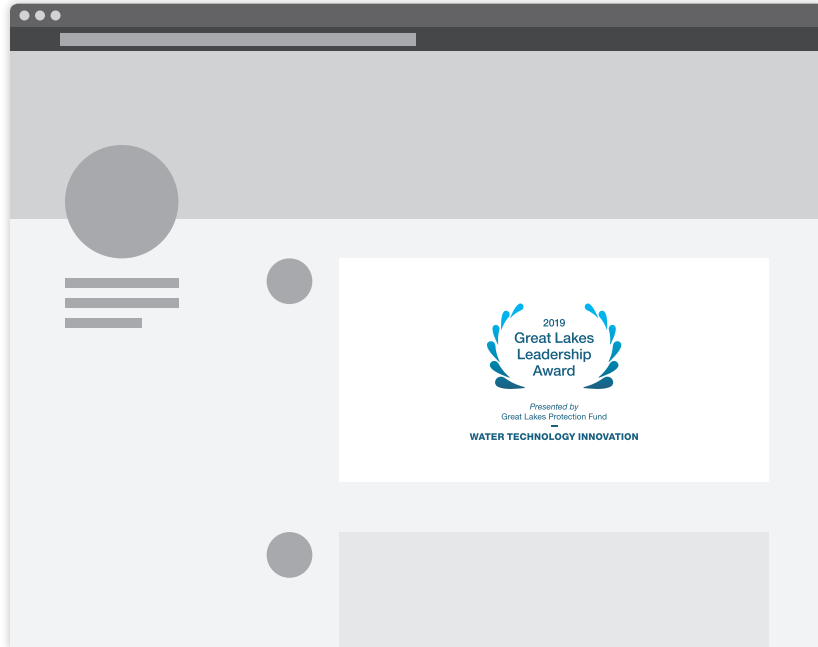 2019
Great Lakes
Leadership
Award
Presented by
Great Lakes Protection Fund
WATER TECHNOLOGY INNOVATION